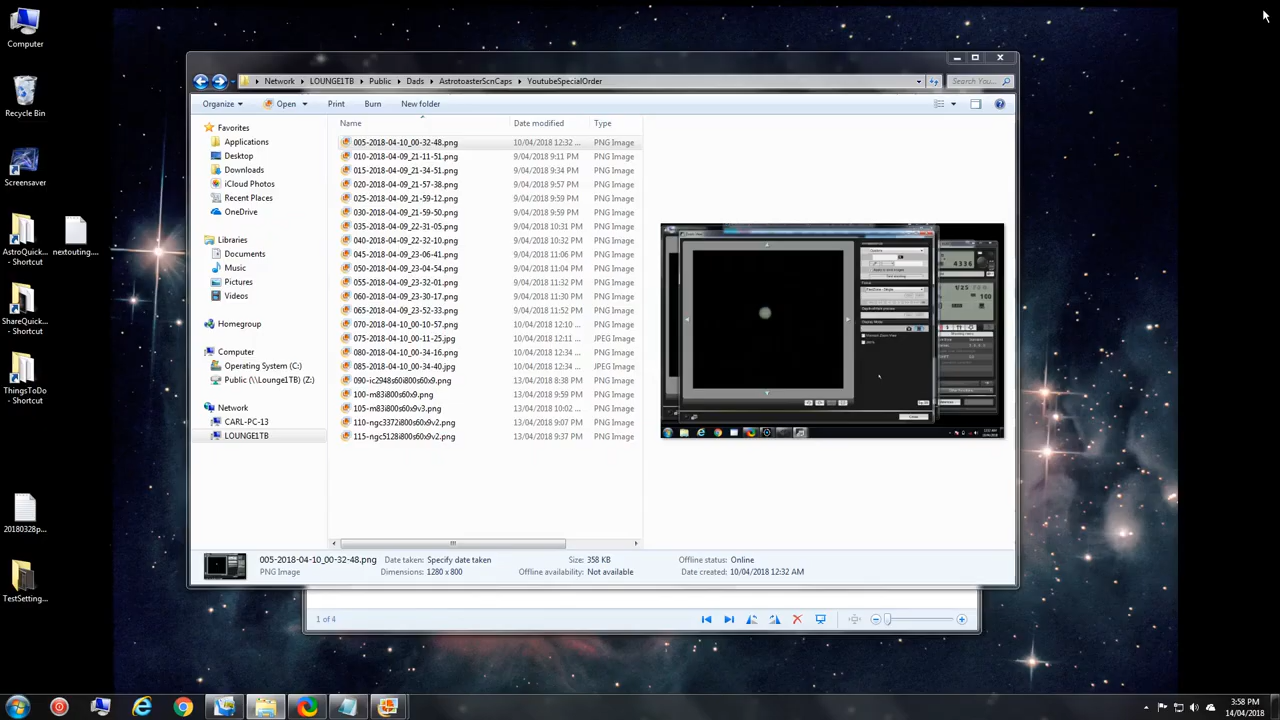 Computer
Recycle Bin
Screensaver
AstroQuick...
- Shortcut
nextouting....
ShareQuick...
- Shortcut
ThingsToDo
- Shortcut
20180328p...
TestSetting...
Network LOUNGE1TB Public Dads AstrotoasterScnCaps YoutubeSpecialOrder
Search You...
Organize Open Print Burn New folder
Favorites
Applications
Desktop
Downloads
iCloud Photos
Recent Places
OneDrive
Libraries
Documents
Music
Pictures
Videos
Homegroup
Computer
Operating System (C:)
Public (\\Lounge1TB) (Z:)
Network
CARL-PC-13
LOUNGE1TB
Name Date modified Type
005-2018-04-10_00-32-48.png 10/04/2018 12:32 ... PNG Image
010-2018-04-09_21-11-51.png 9/04/2018 9:11 PM PNG Image
015-2018-04-09_21-34-51.png 9/04/2018 9:34 PM PNG Image
020-2018-04-09_21-57-38.png 9/04/2018 9:57 PM PNG Image
025-2018-04-09_21-59-12.png 9/04/2018 9:59 PM PNG Image
030-2018-04-09_21-59-50.png 9/04/2018 9:59 PM PNG Image
035-2018-04-09_22-31-05.png 9/04/2018 10:31 PM PNG Image
040-2018-04-09_22-32-10.png 9/04/2018 10:32 PM PNG Image
045-2018-04-09_23-06-41.png 9/04/2018 11:06 PM PNG Image
050-2018-04-09_23-04-54.png 9/04/2018 11:04 PM PNG Image
055-2018-04-09_23-32-01.png 9/04/2018 11:32 PM PNG Image
060-2018-04-09_23-30-17.png 9/04/2018 11:30 PM PNG Image
065-2018-04-09_23-52-33.png 9/04/2018 11:52 PM PNG Image
070-2018-04-10_00-10-57.png 10/04/2018 12:10 ... PNG Image
075-2018-04-10_00-11-25.jpg 10/04/2018 12:11 ... JPEG Image
080-2018-04-10_00-34-16.png 10/04/2018 12:34 ... PNG Image
085-2018-04-10_00-34-40.jpg 10/04/2018 12:34 ... JPEG Image
090-ic2948s60i800s60x9.png 13/04/2018 8:38 PM PNG Image
100-m83i800s60x9.png 13/04/2018 9:59 PM PNG Image
105-m83i800s60x9v3.png 13/04/2018 10:02 ... PNG Image
110-ngc3372i800s60x9v2.png 13/04/2018 9:07 PM PNG Image
115-ngc5128i800s60x9v2.png 13/04/2018 9:37 PM PNG Image
4336
1/25
100
005-2018-04-10_00-32-48.png Date taken: Specify date taken Size: 358 KB Offline status: Online
PNG Image Dimensions: 1280 x 800 Offline availability: Not available Date created: 10/04/2018 12:32 AM
1 of 4
3:58 PM
14/04/2018